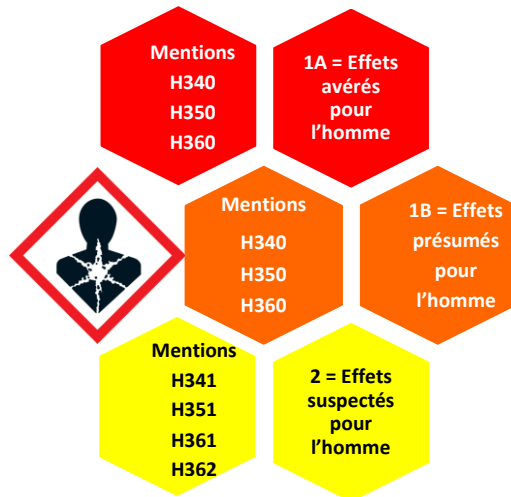 Mentions
H340
H350
H360
1A = Effets
avérés
pour
l’homme
Mentions
H340
H350
H360
1B = Effets
présumés
pour
l’homme
Mentions
H341
H351
H361
H362
2 = Effets
suspectés
pour
l’homme